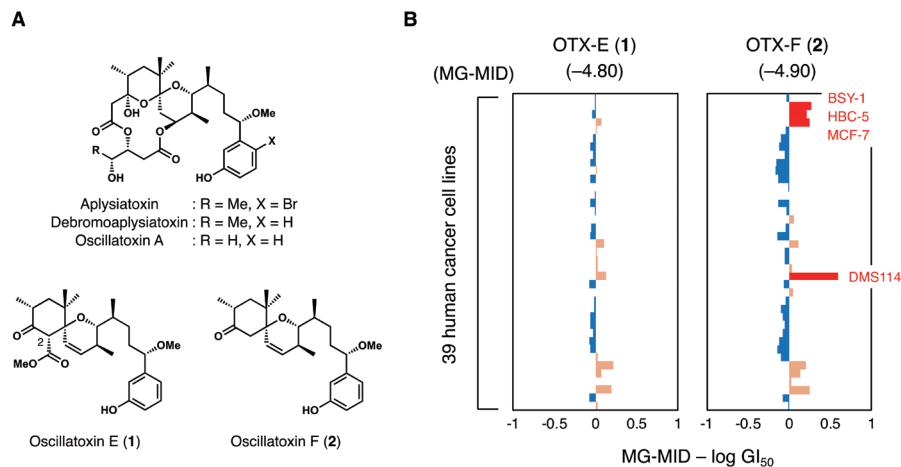 A
OH
O
O
O
O
O
O
OMe
R
OH
HO
X
Aplysiatoxin : R = Me, X = Br
Debromoaplysiatoxin : R = Me, X = H
Oscillatoxin A : R = H, X = H
O
O
2
MeO
O
OMe
HO
Oscillatoxin E (1)
O
O
OMe
HO
Oscillatoxin F (2)
B
(MG-MID)
OTX-E (1)
(–4.80)
OTX-F (2)
(–4.90)
39 human cancer cell lines
BSY-1
HBC-5
MCF-7
DMS114
-1 -0.5 0 0.5 1
-1 -0.5 0 0.5 1
MG-MID – log GI50